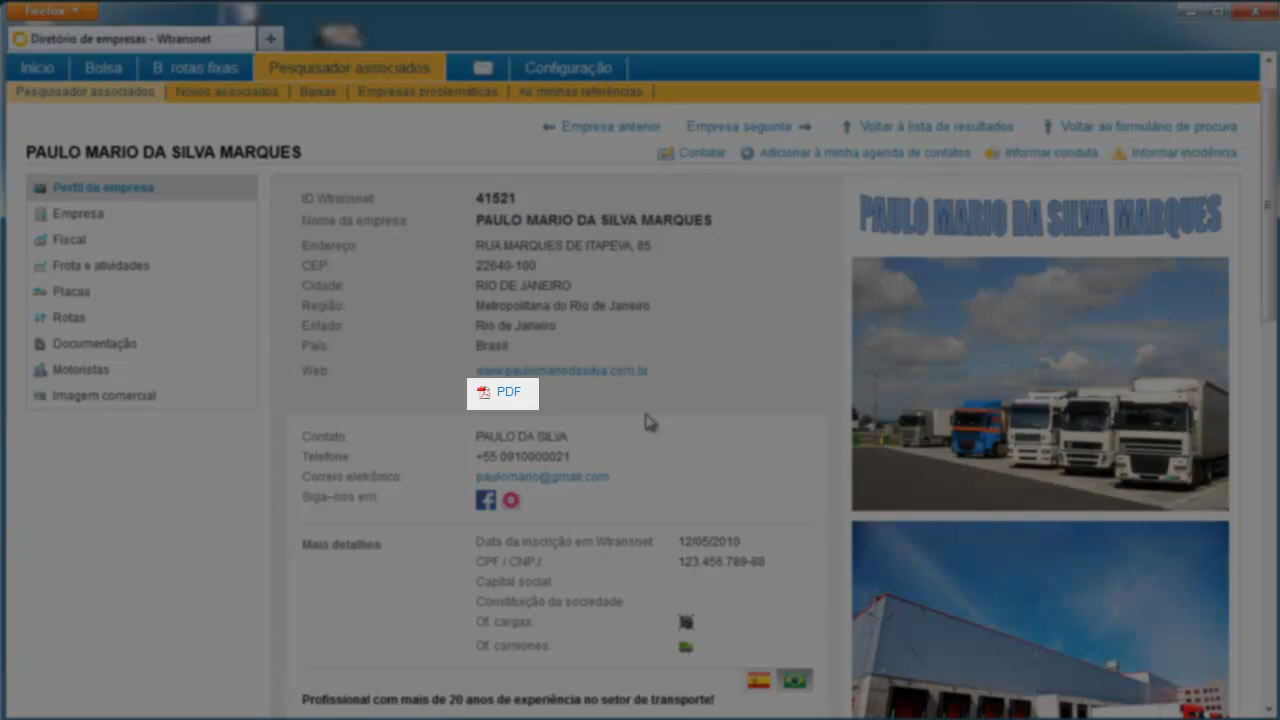 Firefox
Diretório de empresas - Wtransnet
Início
Bolsa
B. rotas fixas
Pesquisador associados
Configuração
Pesquisador associados
Novos associados
Baixas
Empresas problemáticas
As minhas referências
Empresa anterior
Empresa seguinte
Voltar à lista de resultados
Voltar ao formulário de procura
PAULO MARIO DA SILVA MARQUES
Contatar
Adicionar à minha agenda de contatos
Informar conduta
Informar incidência
Perfil da empresa
Empresa
Fiscal
Frota e atividades
Placas
Rotas
Documentação
Motoristas
Imagem comercial
ID Wtransnet: 41521
Nome da empresa: PAULO MARIO DA SILVA MARQUES
Endereço: RUA MARQUES DE ITAPEVA, 85
CEP: 22640-100
Cidade: RIO DE JANEIRO
Região: Metropolitana do Rio de Janeiro
Estado: Rio de Janeiro
País: Brasil
Web: www.paulomariodasilva.com.br
PDF
Contato: PAULO DA SILVA
Telefone: +55 0910000021
Correio eletrônico: paulomario@gmail.com
Siga-nos em:
Mais detalhes
Data da inscrição em Wtransnet 12/05/2010
CPF / CNPJ: 123.456.789-88
Capital social
Constituição da sociedade
Of. cargas:
Of. camiones:
Profissional com mais de 20 anos de experiência no setor de transporte!
PAULO MARIO DA SILVA MARQUES